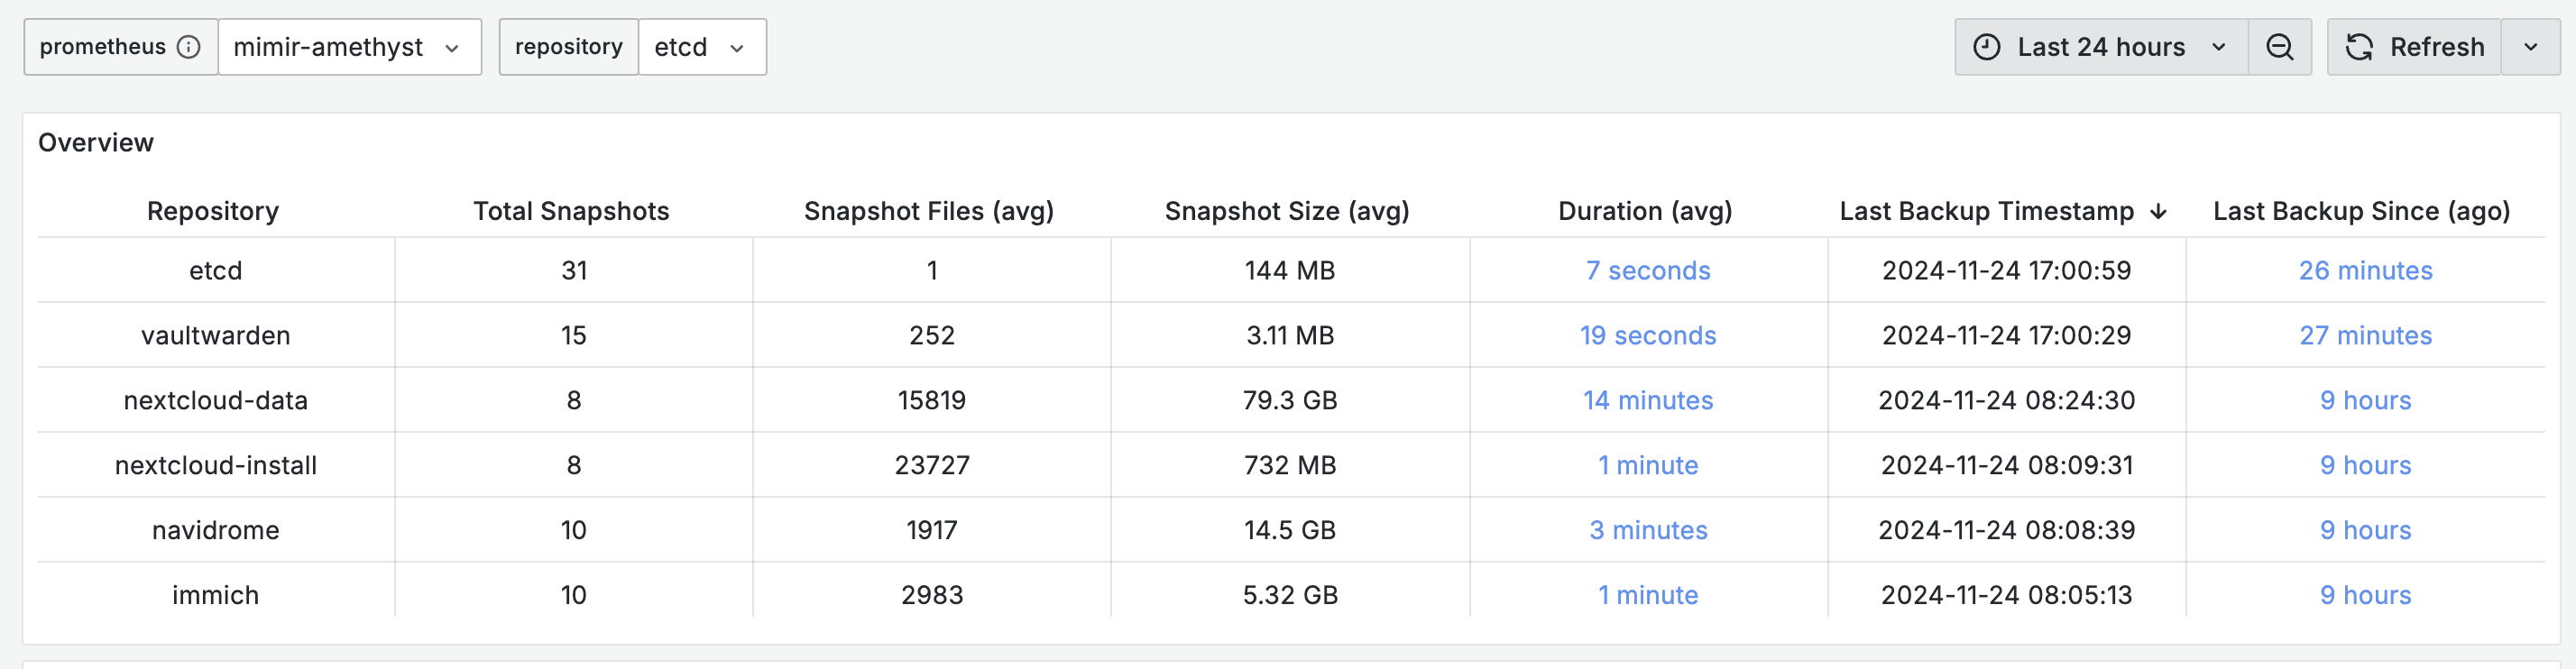 prometheus mimir-amethyst repository etcd Last 24 hours Refresh
Overview
Repository Total Snapshots Snapshot Files (avg) Snapshot Size (avg) Duration (avg) Last Backup Timestamp Last Backup Since (ago)
etcd 31 1 144 MB 7 seconds 2024-11-24 17:00:59 26 minutes
vaultwarden 15 252 3.11 MB 19 seconds 2024-11-24 17:00:29 27 minutes
nextcloud-data 8 15819 79.3 GB 14 minutes 2024-11-24 08:24:30 9 hours
nextcloud-install 8 23727 732 MB 1 minute 2024-11-24 08:09:31 9 hours
navidrome 10 1917 14.5 GB 3 minutes 2024-11-24 08:08:39 9 hours
immich 10 2983 5.32 GB 1 minute 2024-11-24 08:05:13 9 hours